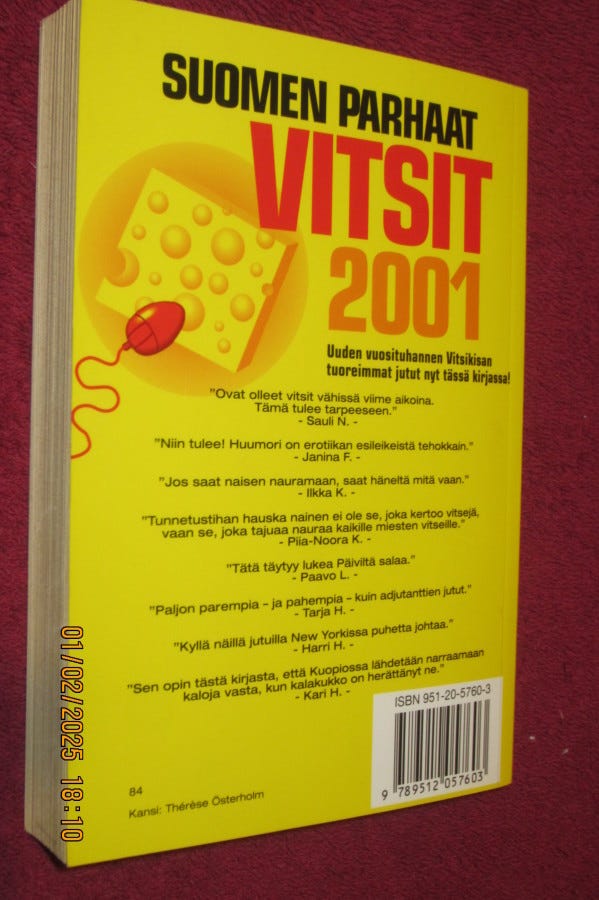 SUOMEN PARHAAT
VITSIT
2001
Uuden vuosituhannen Vitsikisan
tuoreimmat jutut nyt tässä kirjassa!
"Ovat olleet vitsit vähissä viime aikoina.
Tämä tulee tarpeeseen."
- Sauli N. -
"Niin tulee! Huumori on erotiikan esileikeistä tehokkain."
- Janina F. -
"Jos saat naisen nauramaan, saat häneltä mitä vaan."
- Ilkka K. -
"Tunnetustihan hauska nainen ei ole se, joka kertoo vitsejä,
vaan se, joka tajuaa nauraa kaikille miesten vitseille."
- Piia-Noora K. -
"Tätä täytyy lukea Päiviltä salaa."
- Paavo L. -
"Paljon parempia – ja pahempia – kuin adjutanttien jutut."
- Tarja H. -
"Kyllä näillä jutuilla New Yorkissa puhetta johtaa."
- Harri H. -
"Sen opin tästä kirjasta, että Kuopiossa lähdetään narraamaan
kaloja vasta, kun kalakukko on herättänyt ne."
- Kari H. -
ISBN 951-20-5760-3
9 789512 057603
84
Kansi: Thérèse Österholm
01/02/2025 18:10